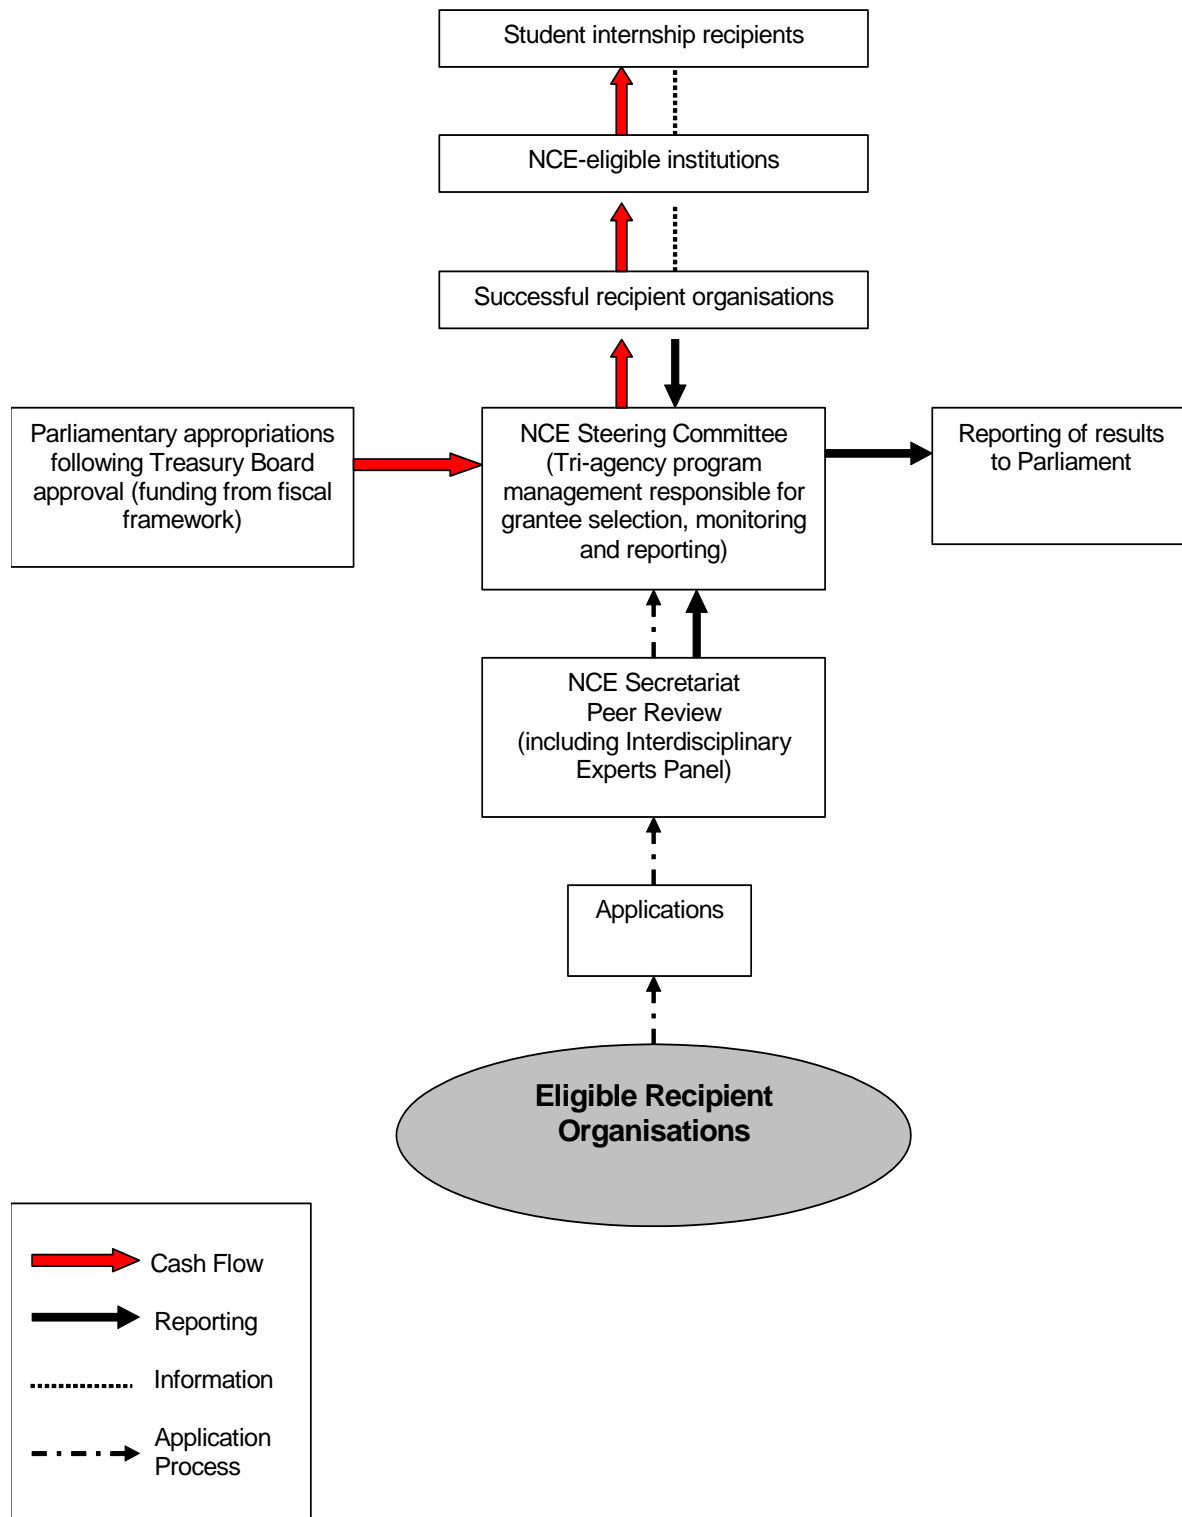 Student internship recipients
NCE-eligible institutions
Successful recipient organisations
Parliamentary appropriations
following Treasury Board
approval (funding from fiscal
framework)
NCE Steering Committee
(Tri-agency program
management responsible for
grantee selection, monitoring
and reporting)
Reporting of results
to Parliament
NCE Secretariat
Peer Review
(including Interdisciplinary
Experts Panel)
Applications
Eligible Recipient
Organisations
Cash Flow
Reporting
Information
Application
Process